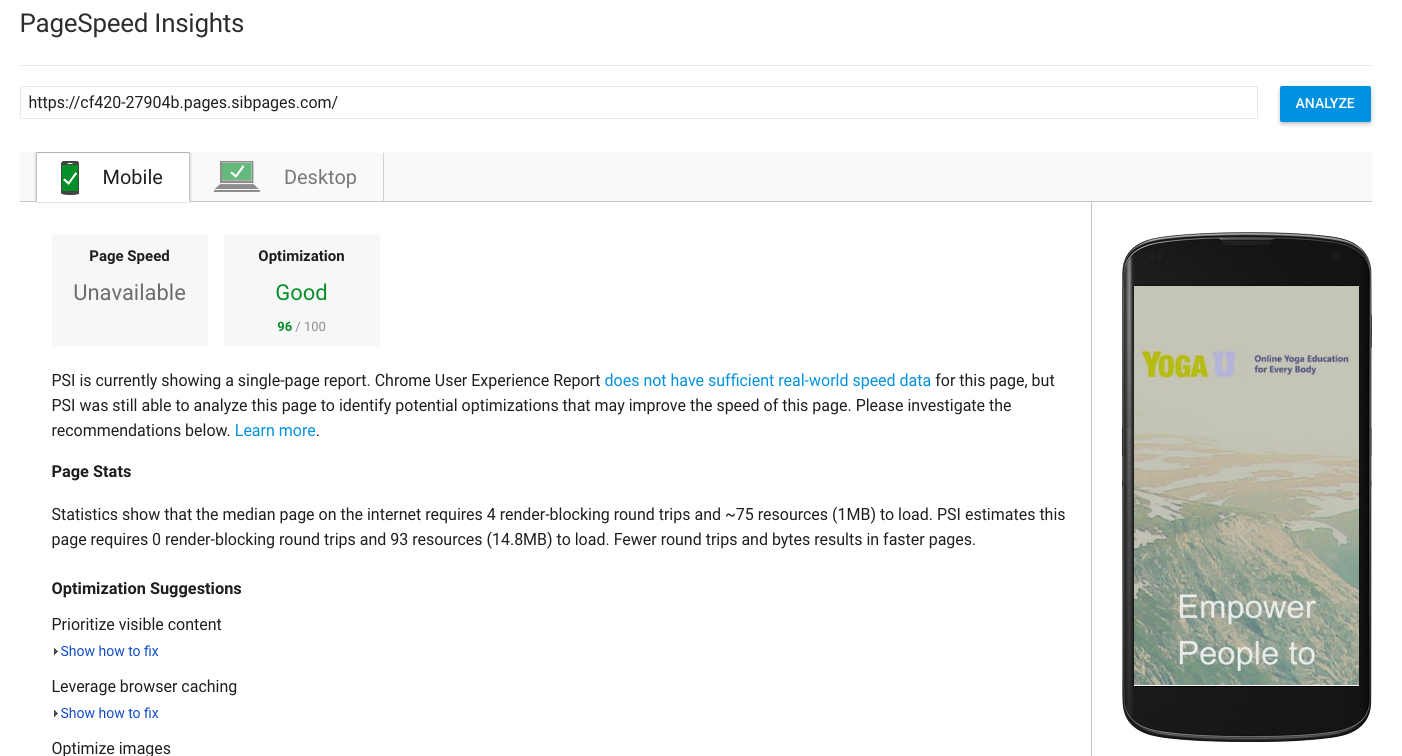 PageSpeed Insights
https://cf420-27904b.pages.sibpages.com/
ANALYZE
Mobile
Desktop
Page Speed
Unavailable
Optimization
Good
96 / 100
PSI is currently showing a single-page report. Chrome User Experience Report does not have sufficient real-world speed data for this page, but
PSI was still able to analyze this page to identify potential optimizations that may improve the speed of this page. Please investigate the
recommendations below. Learn more.
Page Stats
Statistics show that the median page on the internet requires 4 render-blocking round trips and ~75 resources (1MB) to load. PSI estimates this
page requires 0 render-blocking round trips and 93 resources (14.8MB) to load. Fewer round trips and bytes results in faster pages.
Optimization Suggestions
Prioritize visible content
Show how to fix
Leverage browser caching
Show how to fix
Optimize images
YOGA U
Online Yoga Education
for Every Body
Empower
People to